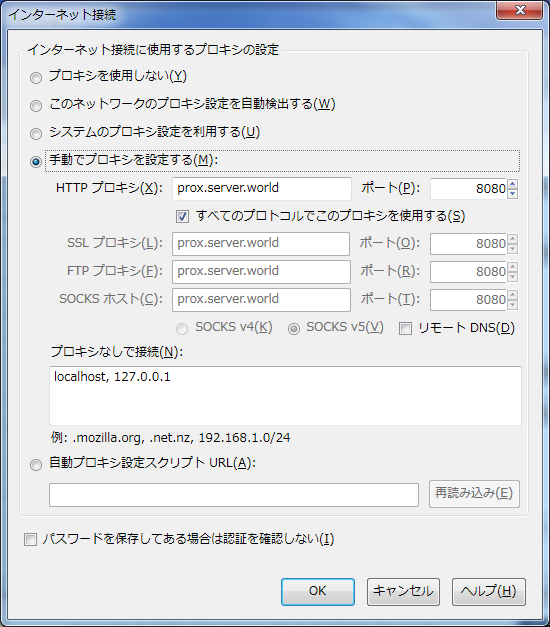 インターネット接続
インターネット接続に使用するプロキシの設定
プロキシを使用しない(Y)
このネットワークのプロキシ設定を自動検出する(W)
システムのプロキシ設定を利用する(U)
手動でプロキシを設定する(M):
HTTP プロキシ(X): prox.server.world ポート(P): 8080
すべてのプロトコルでこのプロキシを使用する(S)
SSL プロキシ(L): prox.server.world ポート(O): 8080
FTP プロキシ(F): prox.server.world ポート(R): 8080
SOCKS ホスト(C): prox.server.world ポート(T): 8080
SOCKS v4(K) SOCKS v5(V) リモート DNS(D)
プロキシなしで接続(N):
localhost, 127.0.0.1
例: .mozilla.org, .net.nz, 192.168.1.0/24
自動プロキシ設定スクリプト URL(A):
再読み込み(E)
パスワードを保存してある場合は認証を確認しない(I)
OK キャンセル ヘルプ(H)